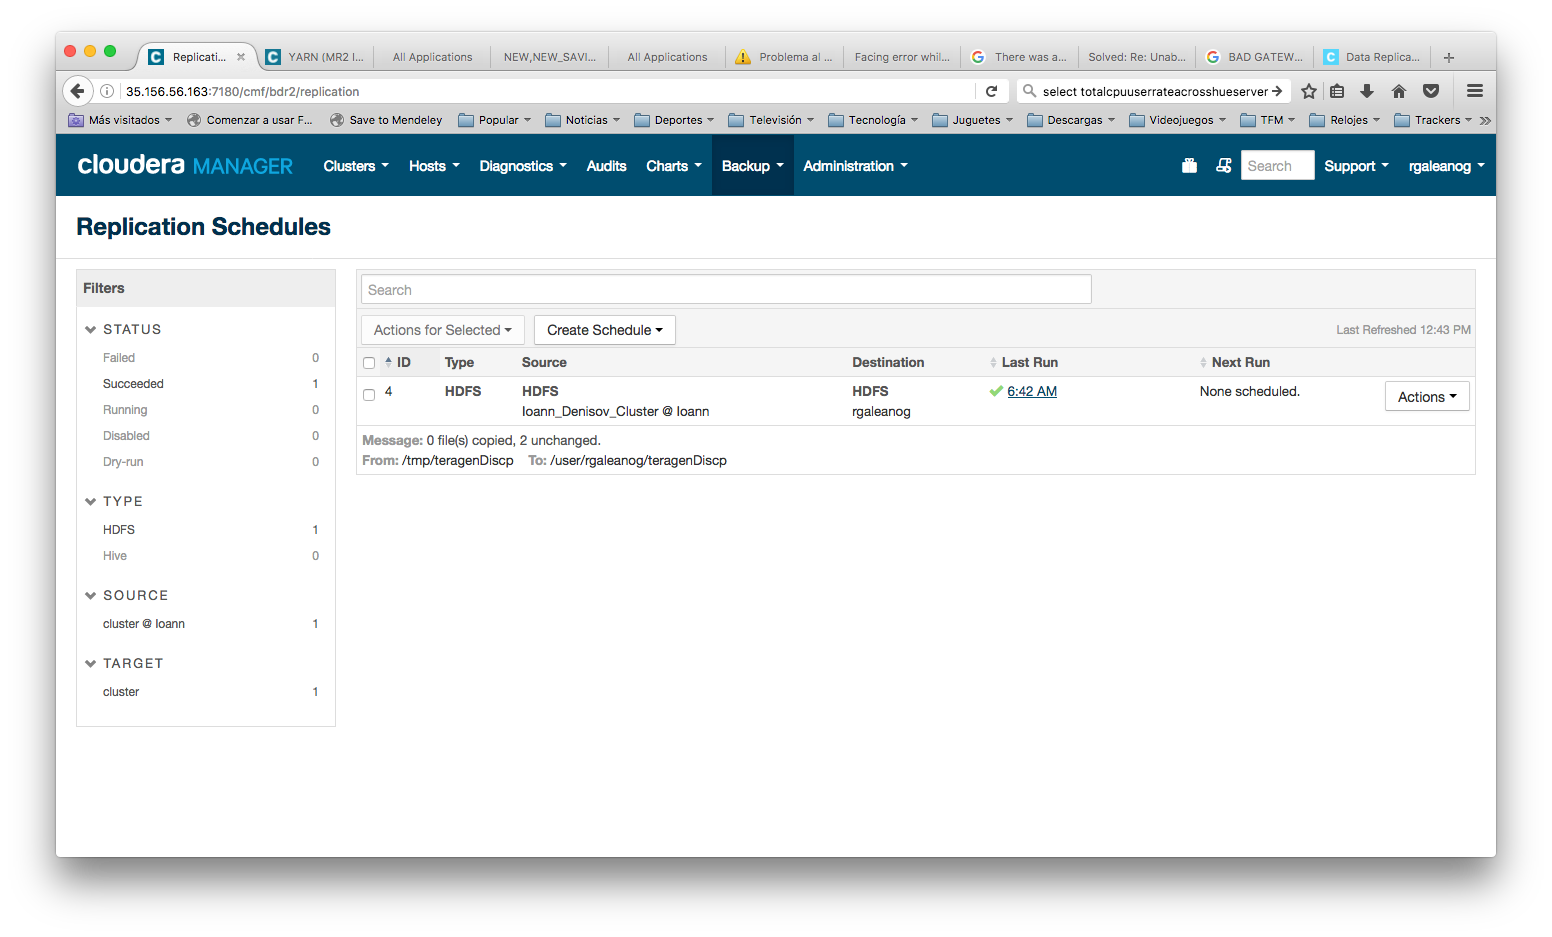 Replicati...
YARN (MR2 I...
All Applications
NEW,NEW_SAVI...
All Applications
Problema al ...
Facing error whil...
There was a...
Solved: Re: Unab...
BAD GATEW...
Data Replica...
35.156.56.163:7180/cmf/bdr2/replication
select totalcpuuserrateacrosshueserver
Más visitados
Comenzar a usar F...
Save to Mendeley
Popular
Noticias
Deportes
Televisión
Tecnología
Juguetes
Descargas
Videojuegos
TFM
Relojes
Trackers
cloudera MANAGER
Clusters
Hosts
Diagnostics
Audits
Charts
Backup
Administration
Search
Support
rgaleanog
Replication Schedules
Filters
STATUS
Failed 0
Succeeded 1
Running 0
Disabled 0
Dry-run 0
TYPE
HDFS 1
Hive 0
SOURCE
cluster @ Ioann 1
TARGET
cluster 1
Search
Actions for Selected
Create Schedule
Last Refreshed 12:43 PM
ID Type Source Destination Last Run Next Run
4 HDFS HDFS HDFS 6:42 AM None scheduled. Actions
Ioann_Denisov_Cluster @ Ioann rgaleanog
Message: 0 file(s) copied, 2 unchanged.
From: /tmp/teragenDiscp To: /user/rgaleanog/teragenDiscp